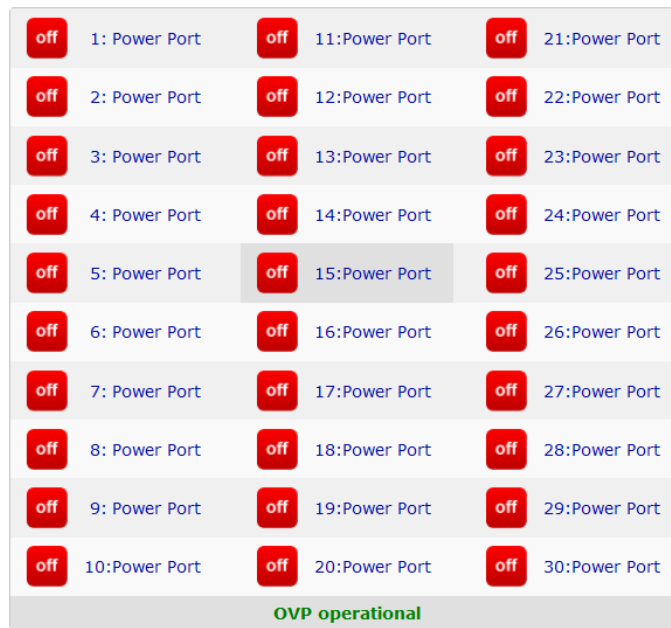 off 1: Power Port off 11:Power Port off 21:Power Port
off 2: Power Port off 12:Power Port off 22:Power Port
off 3: Power Port off 13:Power Port off 23:Power Port
off 4: Power Port off 14:Power Port off 24:Power Port
off 5: Power Port off 15:Power Port off 25:Power Port
off 6: Power Port off 16:Power Port off 26:Power Port
off 7: Power Port off 17:Power Port off 27:Power Port
off 8: Power Port off 18:Power Port off 28:Power Port
off 9: Power Port off 19:Power Port off 29:Power Port
off 10:Power Port off 20:Power Port off 30:Power Port
OVP operational